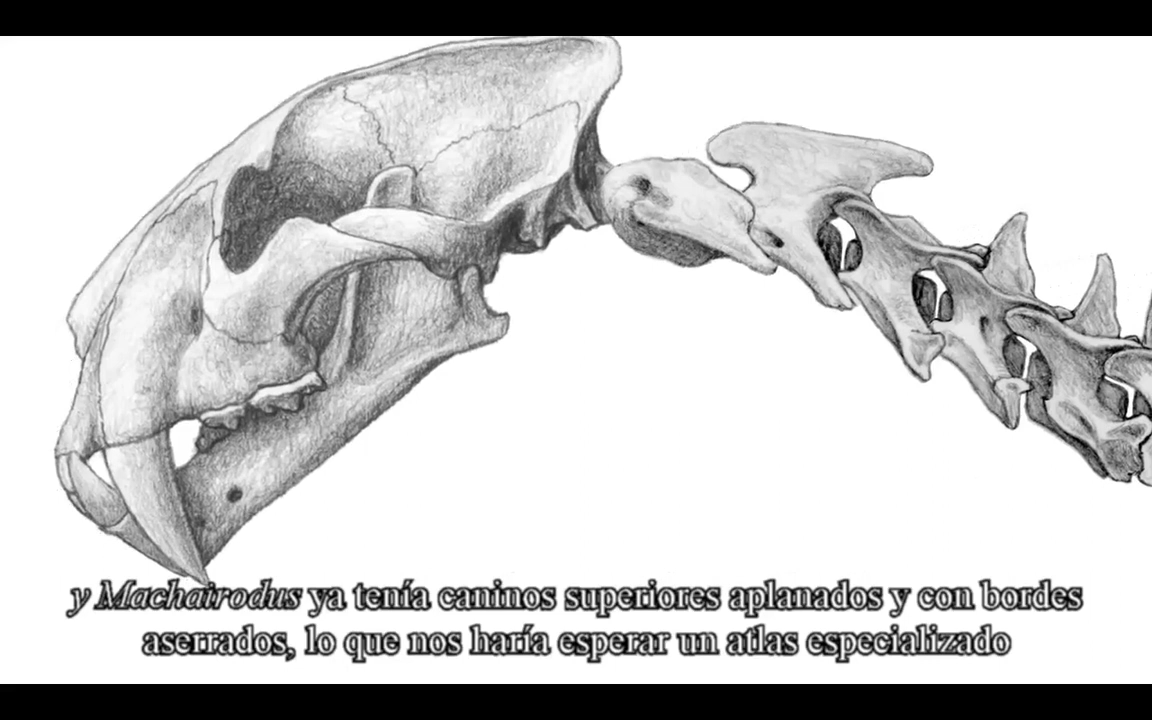 y Machairodus ya tenía caninos superiores aplanados y con bordes
aserrados, lo que nos haría esperar un atlas especializado